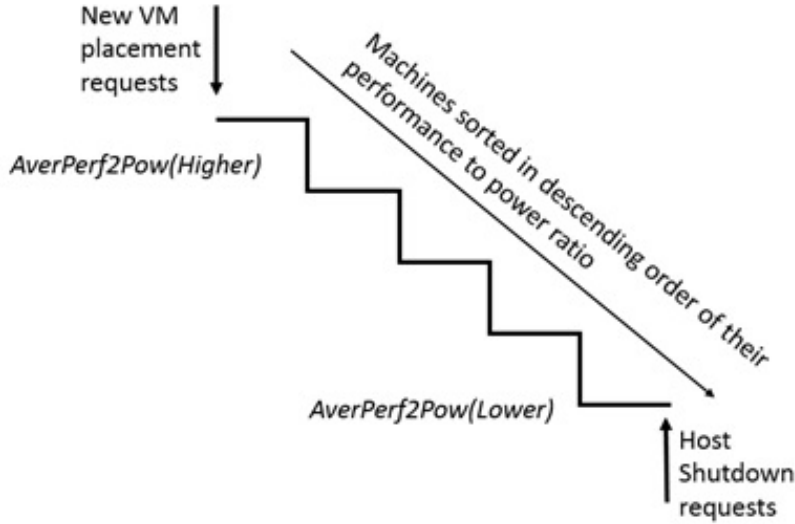 New VM
placement
requests
Machines sorted in descending order of their
performance to power ratio
AverPerf2Pow(Higher)
AverPerf2Pow(Lower)
Host
Shutdown
requests